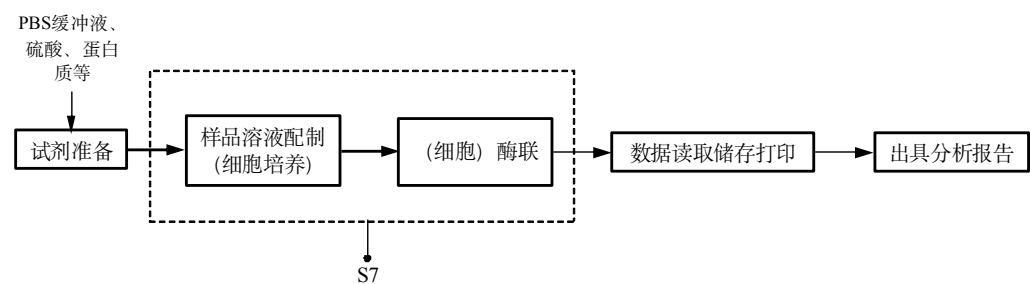 PBS缓冲液、
硫酸、蛋白
质等
试剂准备
样品溶液配制
（细胞培养）
（细胞）酶联
数据读取储存打印
出具分析报告
S7